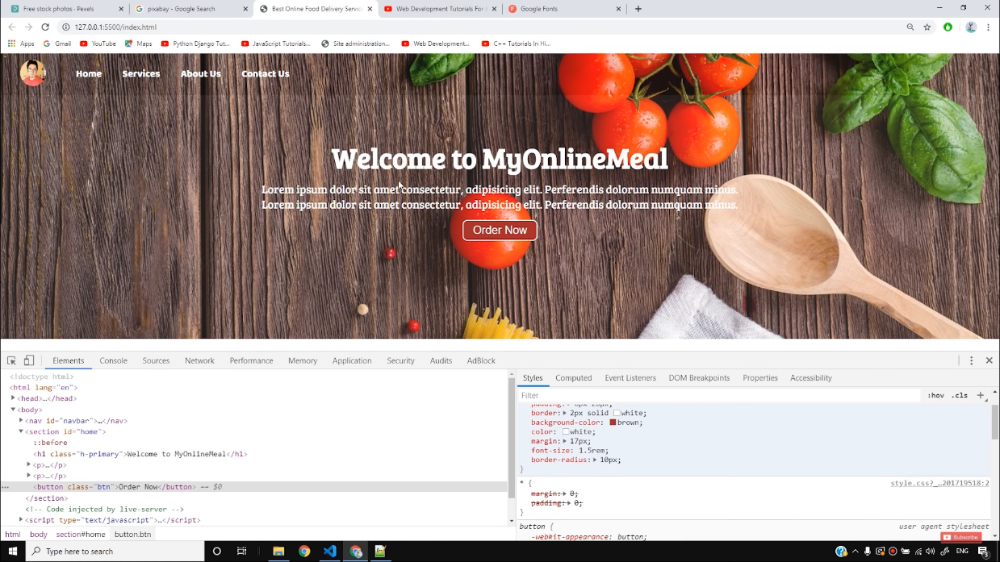 Free stock photos · Pexels
pixabay - Google Search
Best Online Food Delivery Servic
Web Development Tutorials For
Google Fonts
127.0.0.1:5500/index.html
Apps Gmail YouTube Maps Python Django Tut... JavaScript Tutorials... Site administration... Web Development... C++ Tutorials In Hi...
Home Services About Us Contact Us
Welcome to MyOnlineMeal
Lorem ipsum dolor sit amet consectetur, adipisicing elit. Perferendis dolorum numquam minus.
Lorem ipsum dolor sit amet consectetur, adipisicing elit. Perferendis dolorum numquam minus.
Order Now
Elements Console Sources Network Performance Memory Application Security Audits AdBlock
<!doctype html>
<html lang="en">
<head>…</head>
<body>
<nav id="navbar">…</nav>
<section id="home">
::before
<h1 class="h-primary">Welcome to MyOnlineMeal</h1>
<p>…</p>
<p>…</p>
<button class="btn">Order Now</button> == $0
</section>
<!-- Code injected by live-server -->
<script type="text/javascript">…</script>
html body section#home button.btn
Styles Computed Event Listeners DOM Breakpoints Properties Accessibility
Filter :hov .cls +
padding: 6px 20px;
border: 2px solid white;
background-color: brown;
color: white;
margin: 17px;
font-size: 1.5rem;
border-radius: 10px;
}
* { style.css?_…201719518:2
margin: 0;
padding: 0;
}
button { user agent stylesheet
-webkit-appearance: button;
Subscribe
Type here to search
ENG
3